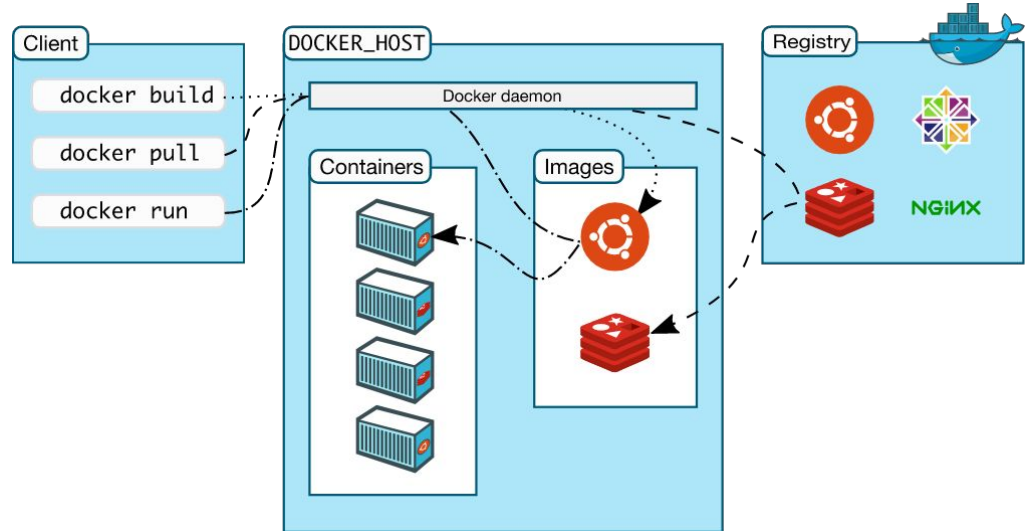 Client
docker build
docker pull
docker run
DOCKER_HOST
Docker daemon
Containers
Images
Registry
NGiNX